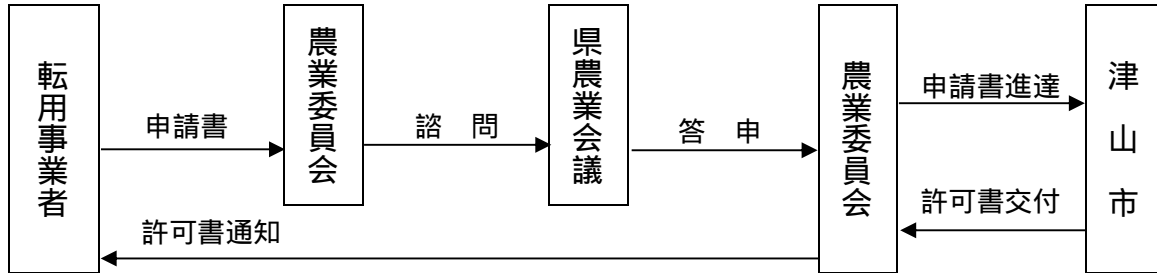 転用事業者
申請書
農業委員会
諮　問
県農業会議
答　申
農業委員会
申請書進達
津山市
許可書交付
許可書通知